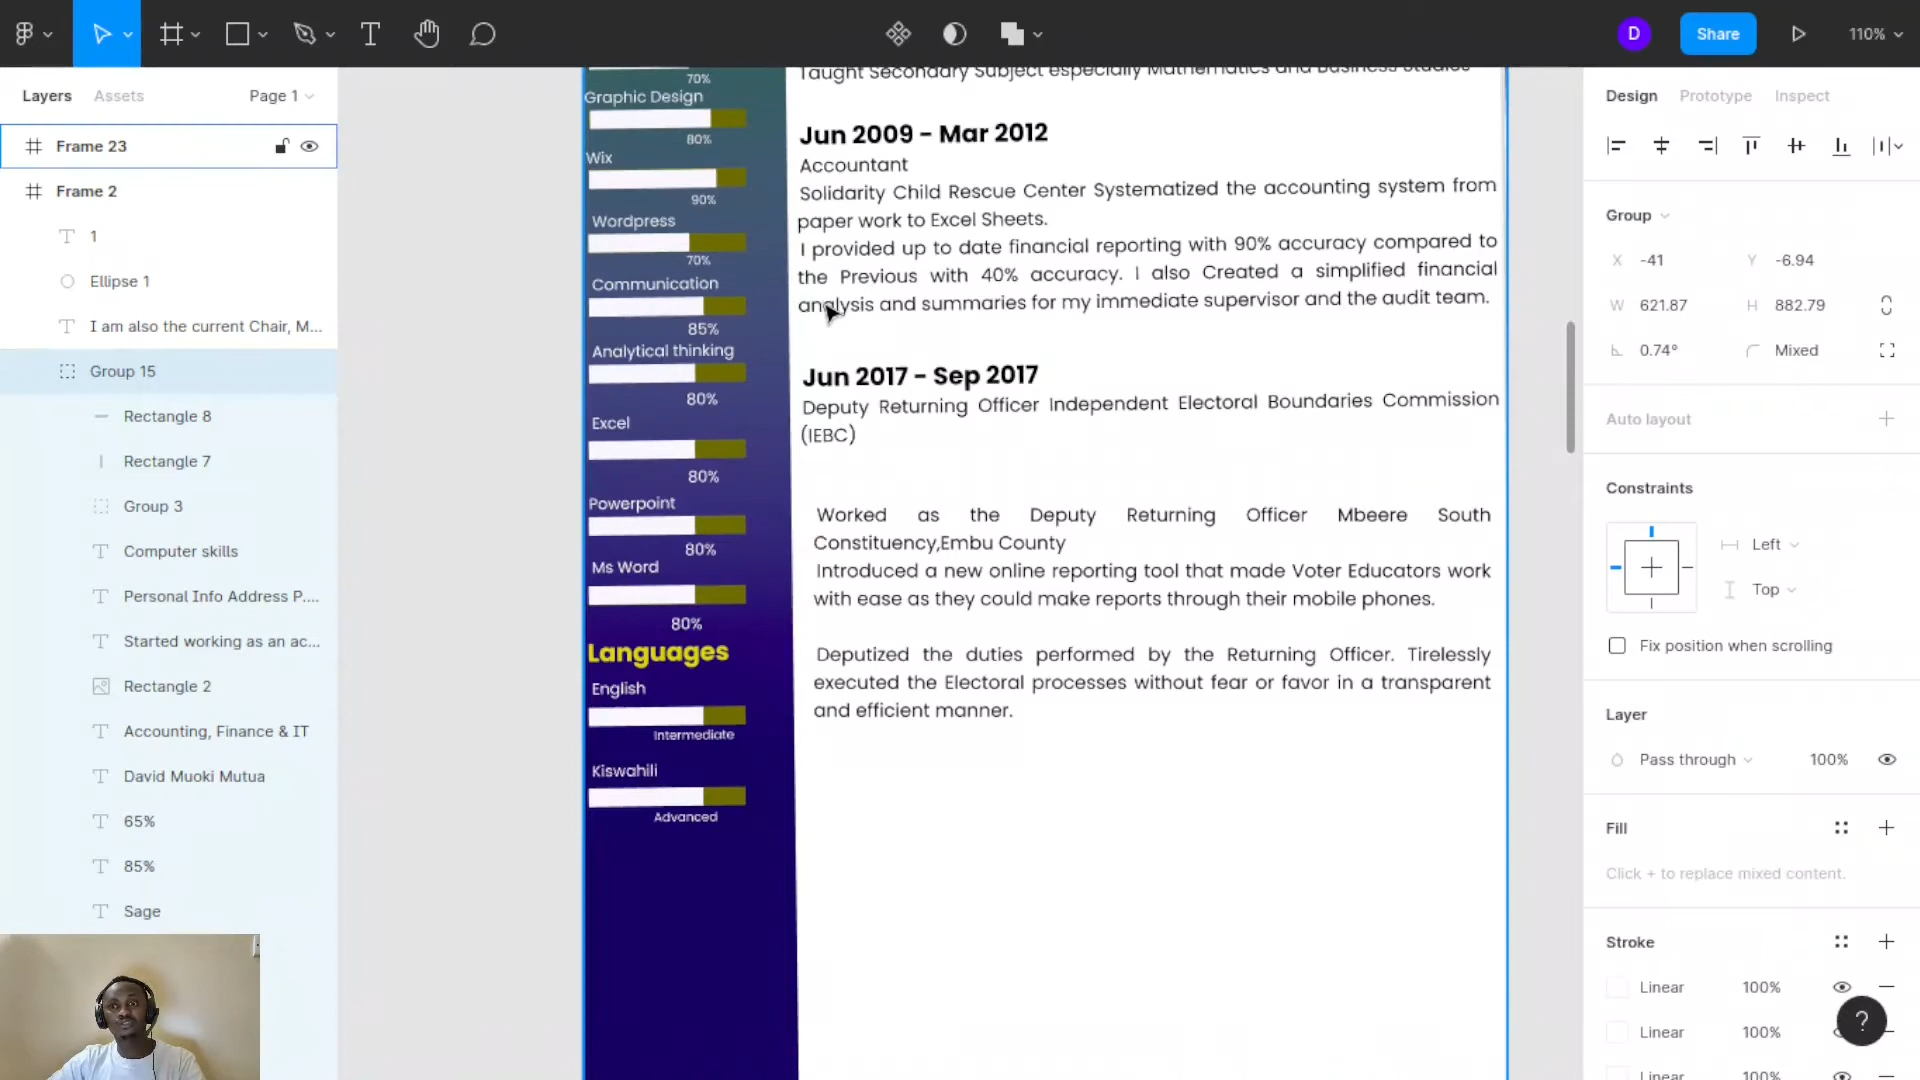 D
Share
110%
Layers
Assets
Page 1
Frame 23
Frame 2
1
Ellipse 1
I am also the current Chair, M...
Group 15
Rectangle 8
Rectangle 7
Group 3
Computer skills
Personal Info Address P....
Started working as an ac...
Rectangle 2
Accounting, Finance & IT
David Muoki Mutua
65%
85%
Sage
70%
Graphic Design
80%
Wix
90%
Wordpress
70%
Communication
85%
Analytical thinking
80%
Excel
80%
Powerpoint
80%
Ms Word
80%
Languages
English
Intermediate
Kiswahili
Advanced
Taught Secondary Subject especially Mathematics and Business Studies
Jun 2009 - Mar 2012
Accountant
Solidarity Child Rescue Center Systematized the accounting system from
paper work to Excel Sheets.
I provided up to date financial reporting with 90% accuracy compared to
the Previous with 40% accuracy. I also Created a simplified financial
analysis and summaries for my immediate supervisor and the audit team.
Jun 2017 - Sep 2017
Deputy Returning Officer Independent Electoral Boundaries Commission
(IEBC)
Worked as the Deputy Returning Officer Mbeere South
Constituency,Embu County
Introduced a new online reporting tool that made Voter Educators work
with ease as they could make reports through their mobile phones.
Deputized the duties performed by the Returning Officer. Tirelessly
executed the Electoral processes without fear or favor in a transparent
and efficient manner.
Design
Prototype
Inspect
Group
X -41
Y -6.94
W 621.87
H 882.79
0.74°
Mixed
Auto layout
Constraints
Left
Top
Fix position when scrolling
Layer
Pass through
100%
Fill
Click + to replace mixed content.
Stroke
Linear 100%
Linear 100%
Linear 100%
?